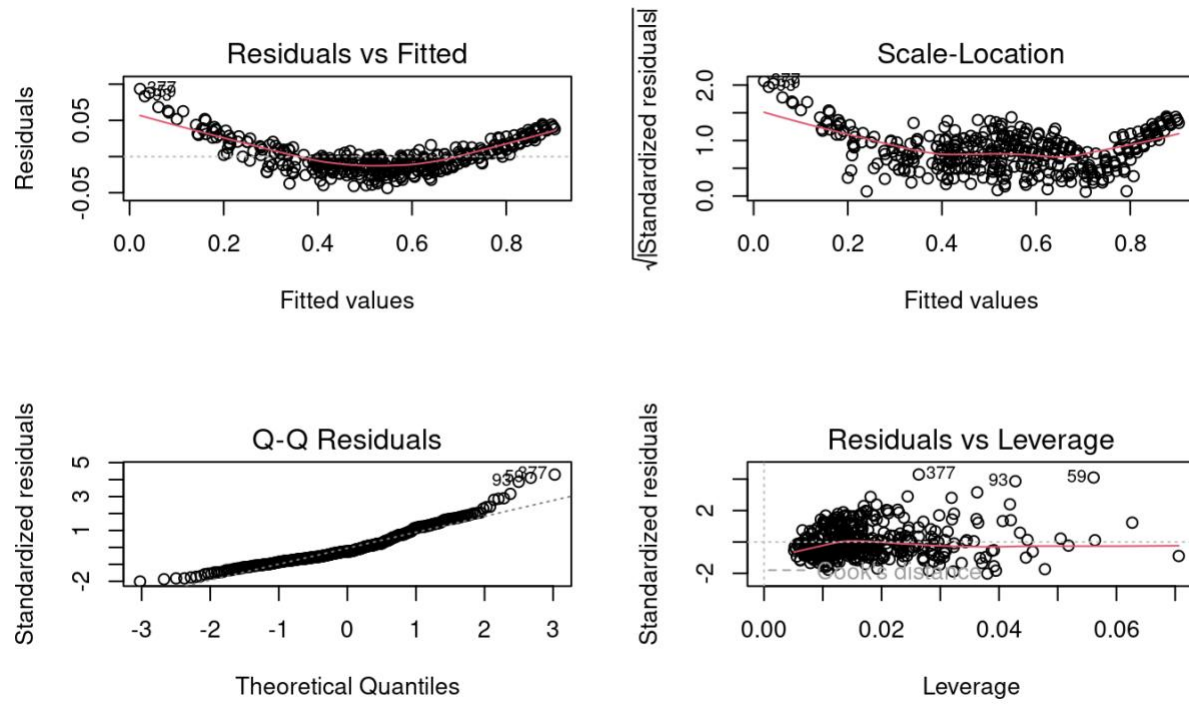 Residuals vs Fitted
Residuals
0.05
-0.05
377
0.0 0.2 0.4 0.6 0.8
Fitted values
Scale-Location
√|Standardized residuals|
2.0
1.0
0.0
377
0.0 0.2 0.4 0.6 0.8
Fitted values
Q-Q Residuals
Standardized residuals
5
3
1
-2
93 59 377
-3 -2 -1 0 1 2 3
Theoretical Quantiles
Residuals vs Leverage
Standardized residuals
2
-2
377 93 59
Cook's distance
0.00 0.02 0.04 0.06
Leverage